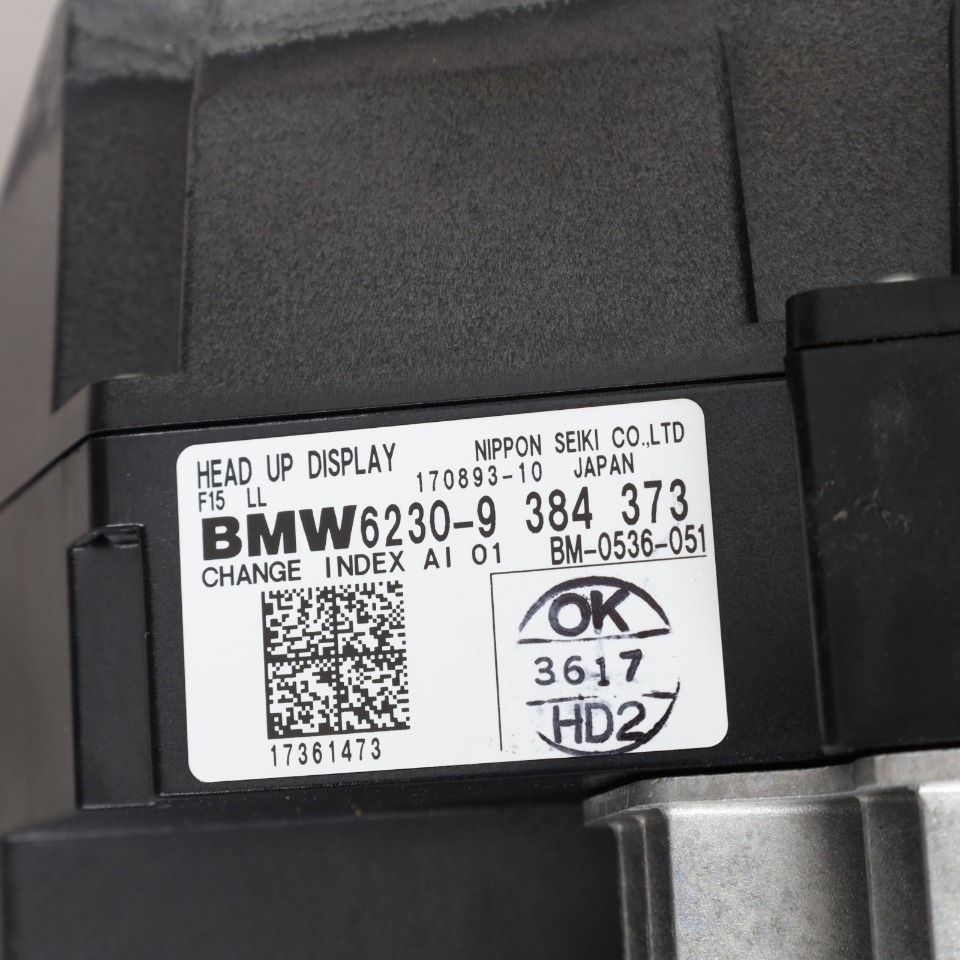 HEAD UP DISPLAY NIPPON SEIKI CO.,LTD
F15 LL 170893-10 JAPAN
BMW6230-9 384 373
CHANGE INDEX AI 01 BM-0536-051
OK
3617
HD2
17361473